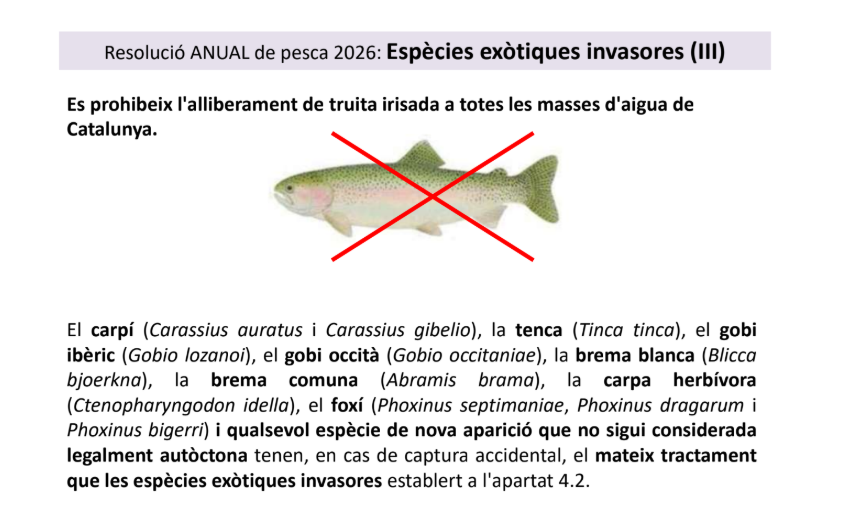 Resolució ANUAL de pesca 2026: Espècies exòtiques invasores (III)
Es prohibeix l'alliberament de truita irisada a totes les masses d'aigua de
Catalunya.
El carpí (Carassius auratus i Carassius gibelio), la tenca (Tinca tinca), el gobi
ibèric (Gobio lozanoi), el gobi occità (Gobio occitaniae), la brema blanca (Blicca
bjoerkna), la brema comuna (Abramis brama), la carpa herbívora
(Ctenopharyngodon idella), el foxí (Phoxinus septimaniae, Phoxinus dragarum i
Phoxinus bigerri) i qualsevol espècie de nova aparició que no sigui considerada
legalment autòctona tenen, en cas de captura accidental, el mateix tractament
que les espècies exòtiques invasores establert a l'apartat 4.2.